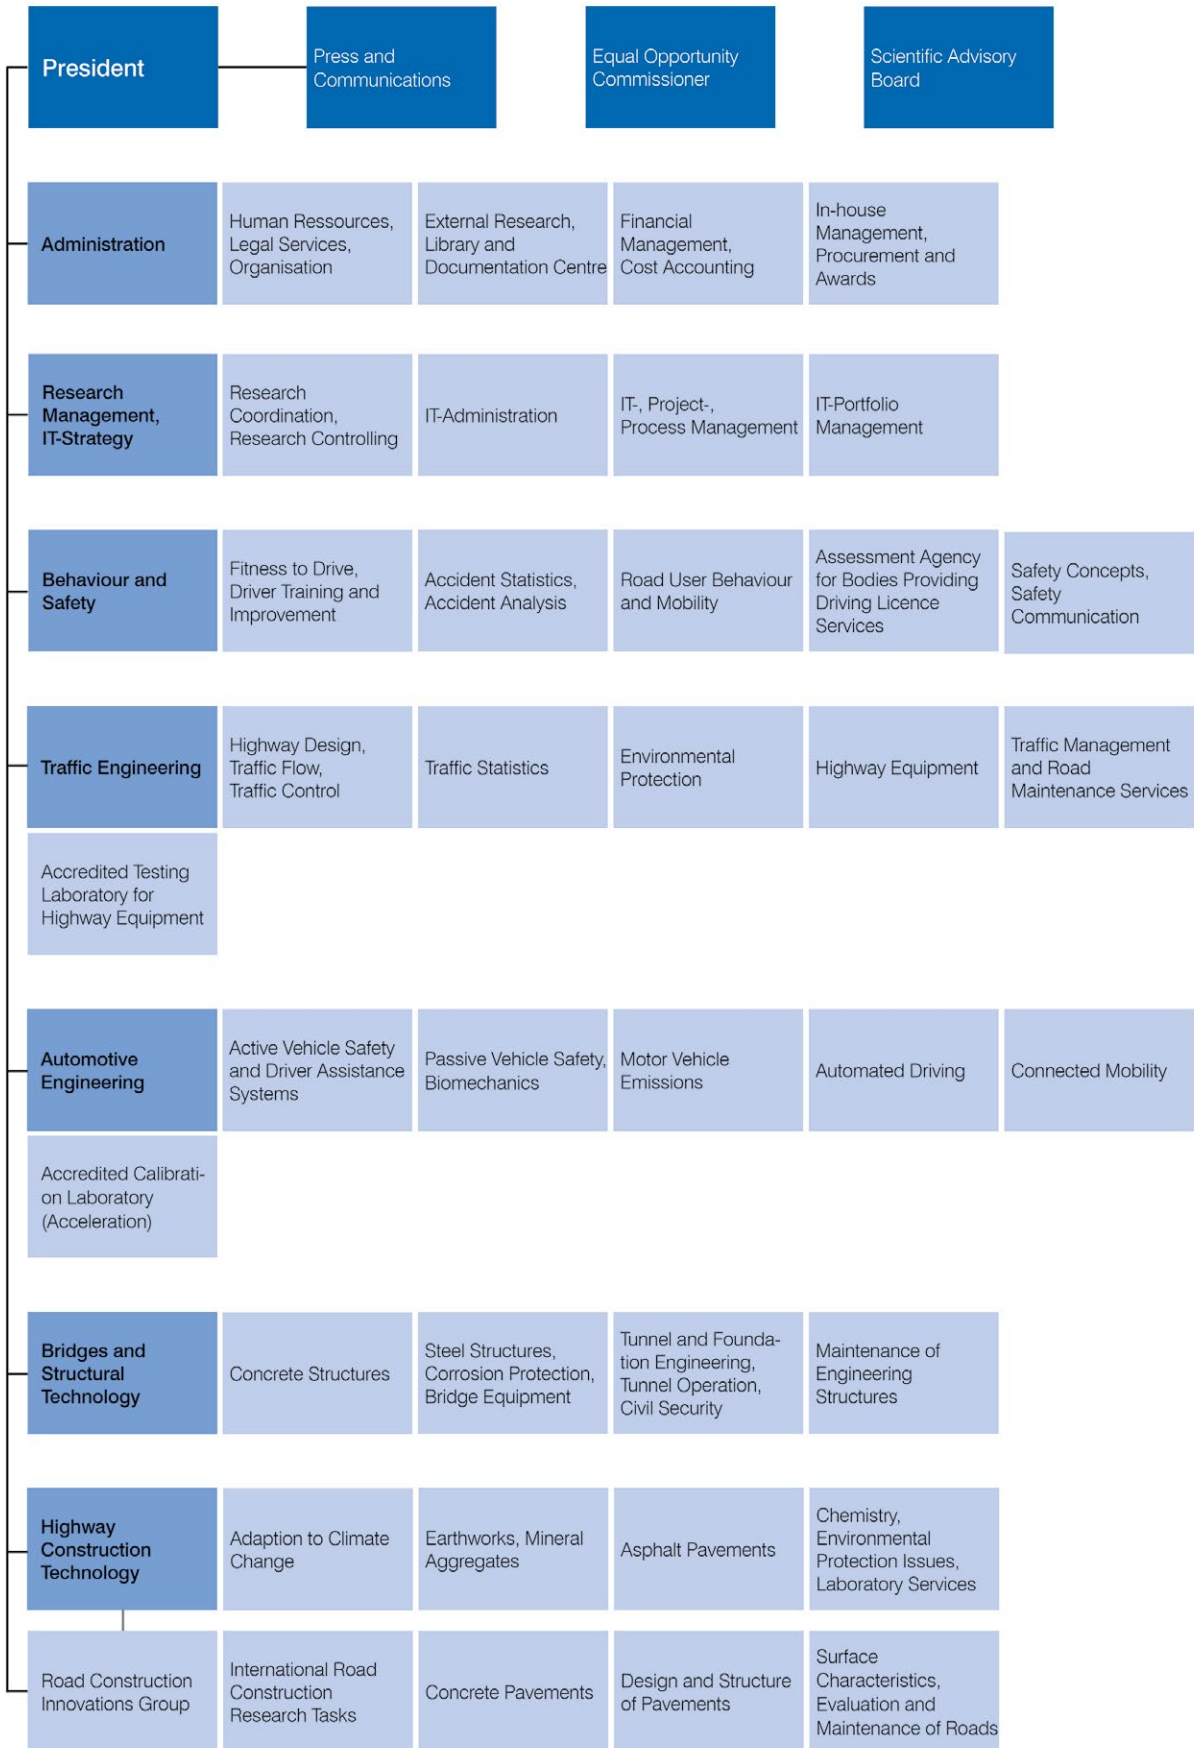 President
Press and
Communications
Equal Opportunity
Commissioner
Scientific Advisory
Board
Administration
Human Ressources,
Legal Services,
Organisation
External Research,
Library and
Documentation Centre
Financial
Management,
Cost Accounting
In-house
Management,
Procurement and
Awards
Research
Management,
IT-Strategy
Research
Coordination,
Research Controlling
IT-Administration
IT-, Project-,
Process Management
IT-Portfolio
Management
Behaviour and
Safety
Fitness to Drive,
Driver Training and
Improvement
Accident Statistics,
Accident Analysis
Road User Behaviour
and Mobility
Assessment Agency
for Bodies Providing
Driving Licence
Services
Safety Concepts,
Safety
Communication
Traffic Engineering
Highway Design,
Traffic Flow,
Traffic Control
Traffic Statistics
Environmental
Protection
Highway Equipment
Traffic Management
and Road
Maintenance Services
Accredited Testing
Laboratory for
Highway Equipment
Automotive
Engineering
Active Vehicle Safety
and Driver Assistance
Systems
Passive Vehicle Safety,
Biomechanics
Motor Vehicle
Emissions
Automated Driving
Connected Mobility
Accredited Calibrati-
on Laboratory
(Acceleration)
Bridges and
Structural
Technology
Concrete Structures
Steel Structures,
Corrosion Protection,
Bridge Equipment
Tunnel and Founda-
tion Engineering,
Tunnel Operation,
Civil Security
Maintenance of
Engineering
Structures
Highway
Construction
Technology
Adaption to Climate
Change
Earthworks, Mineral
Aggregates
Asphalt Pavements
Chemistry,
Environmental
Protection Issues,
Laboratory Services
Road Construction
Innovations Group
International Road
Construction
Research Tasks
Concrete Pavements
Design and Structure
of Pavements
Surface
Characteristics,
Evaluation and
Maintenance of Roads